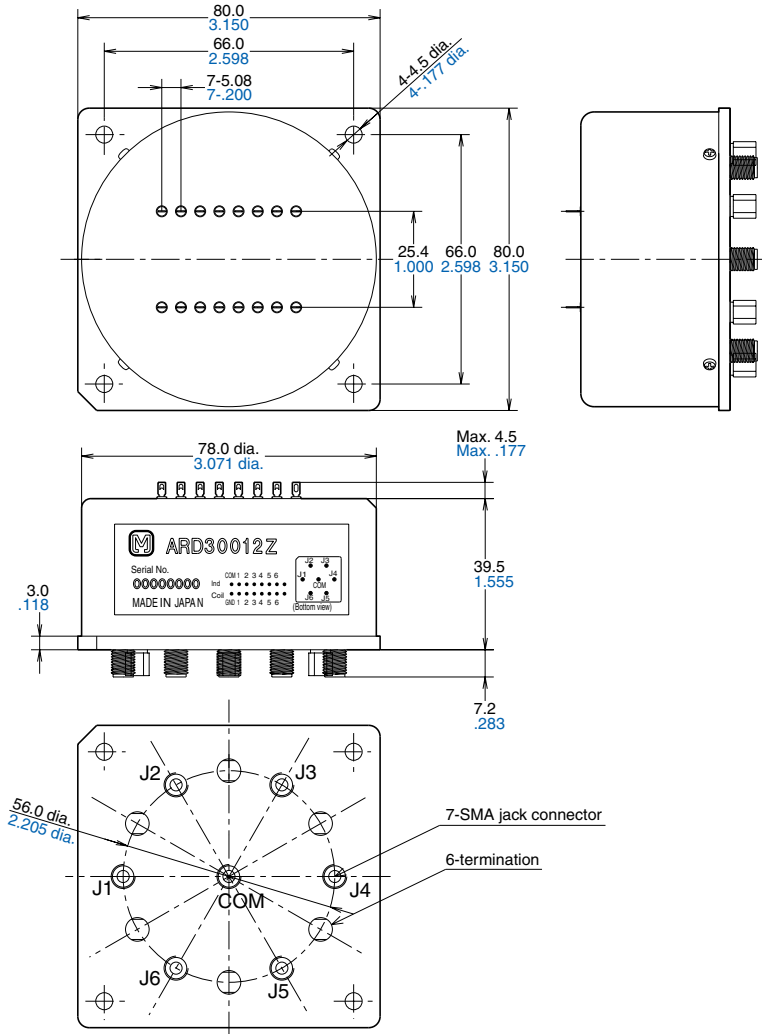 80.0
3.150
66.0
2.598
4-4.5 dia.
4-.177 dia.
7-5.08
7-.200
25.4
1.000
66.0
2.598
80.0
3.150
78.0 dia.
3.071 dia.
Max. 4.5
Max. .177
M ARD30012Z
Serial No.
00000000
MADE IN JAPAN
COM 1 2 3 4 5 6
Ind
Coil
GND 1 2 3 4 5 6
J2 J3
J1 J4
COM
J6 J5
(Bottom view)
39.5
1.555
3.0
.118
7.2
.283
J2 J3
56.0 dia.
2.205 dia.
7-SMA jack connector
6-termination
J1 COM J4
J6 J5